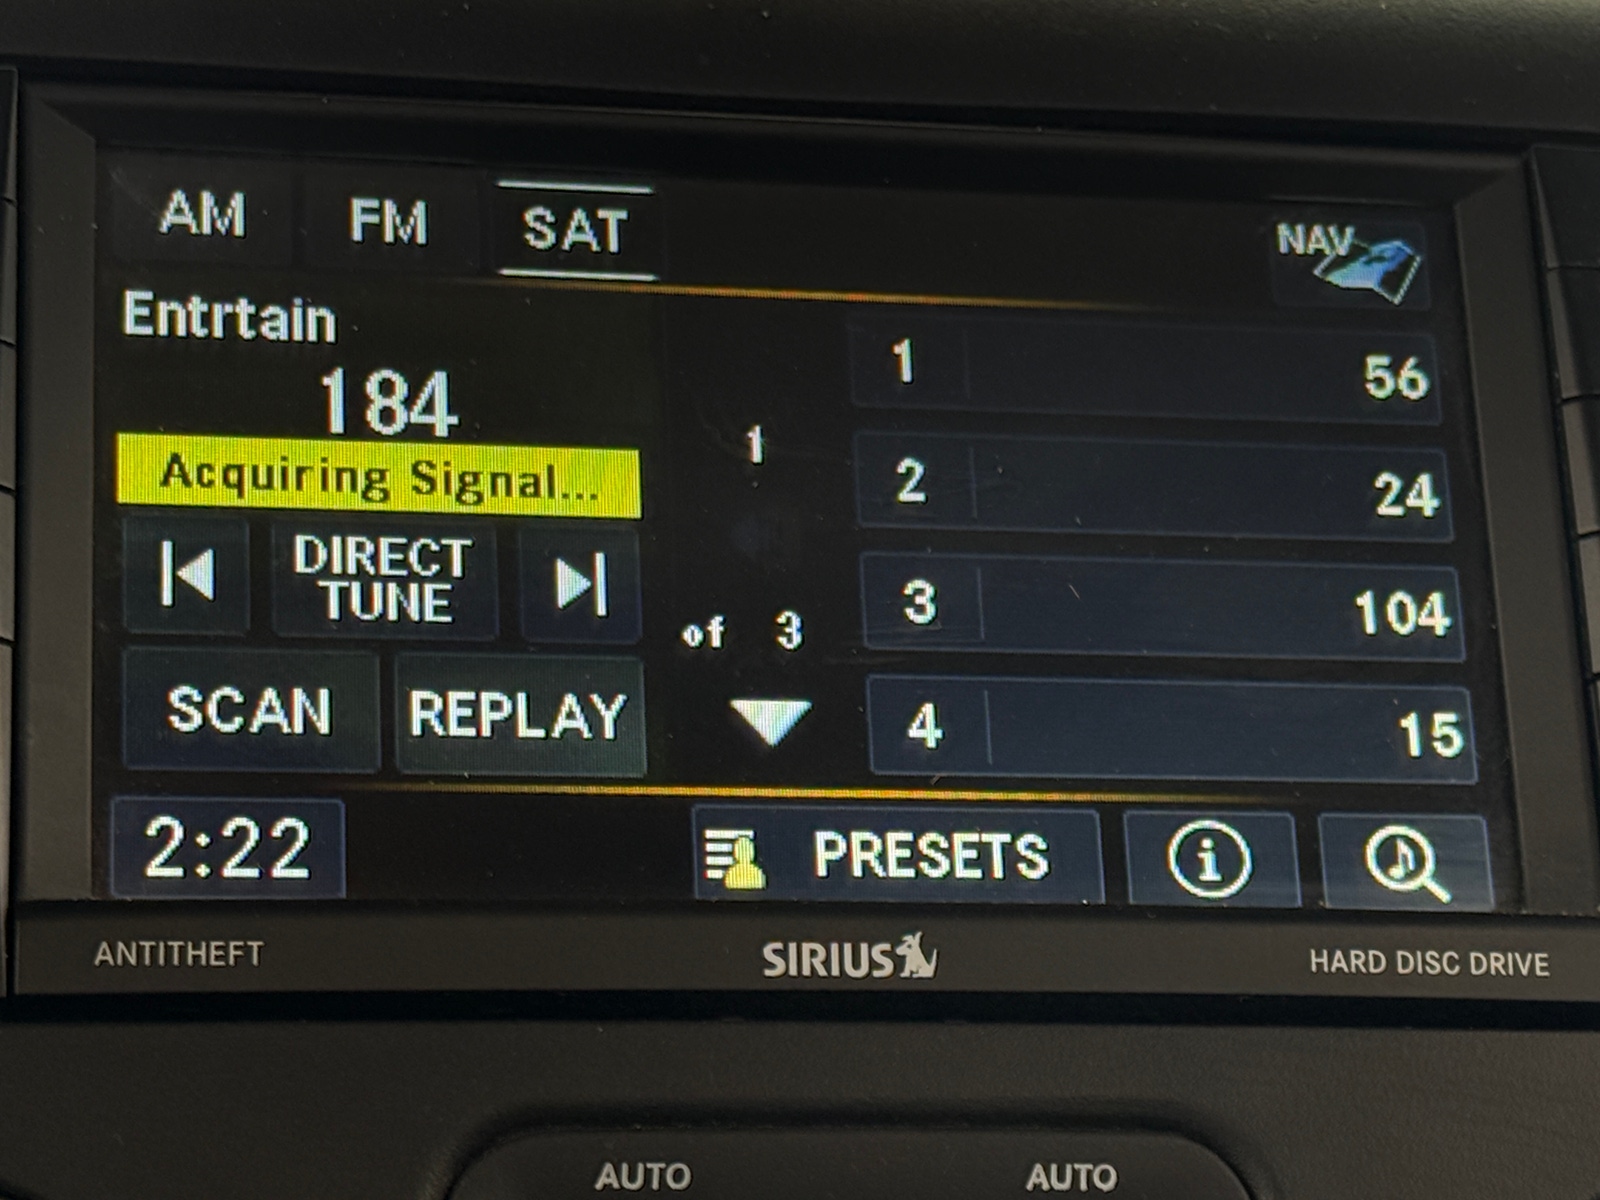 AM FM SAT NAV
Entrtain
184
Acquiring Signal...
DIRECT
TUNE
SCAN REPLAY
1
of 3
1 56
2 24
3 104
4 15
2:22 PRESETS i
ANTITHEFT SIRIUS HARD DISC DRIVE
AUTO AUTO